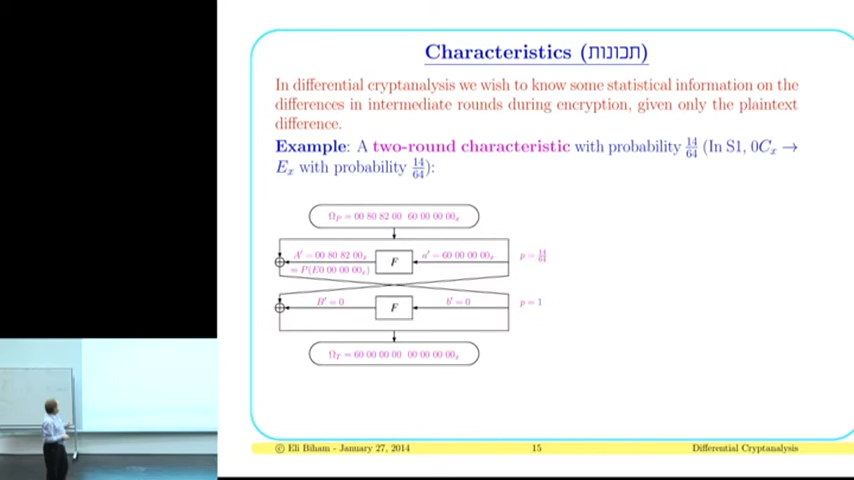 Characteristics (תכונות)
In differential cryptanalysis we wish to know some statistical information on the
differences in intermediate rounds during encryption, given only the plaintext
difference.
Example: A two-round characteristic with probability 14/64 (In S1, 0Cₓ →
Eₓ with probability 14/64):
Ω_P = 00 80 82 00 60 00 00 00ₓ
A′ = 00 80 82 00ₓ
= P(E0 00 00 00ₓ)
F
a′ = 60 00 00 00ₓ
p = 14/64
B′ = 0
F
b′ = 0
p = 1
Ω_T = 60 00 00 00 00 00 00 00ₓ
© Eli Biham - January 27, 2014
15
Differential Cryptanalysis